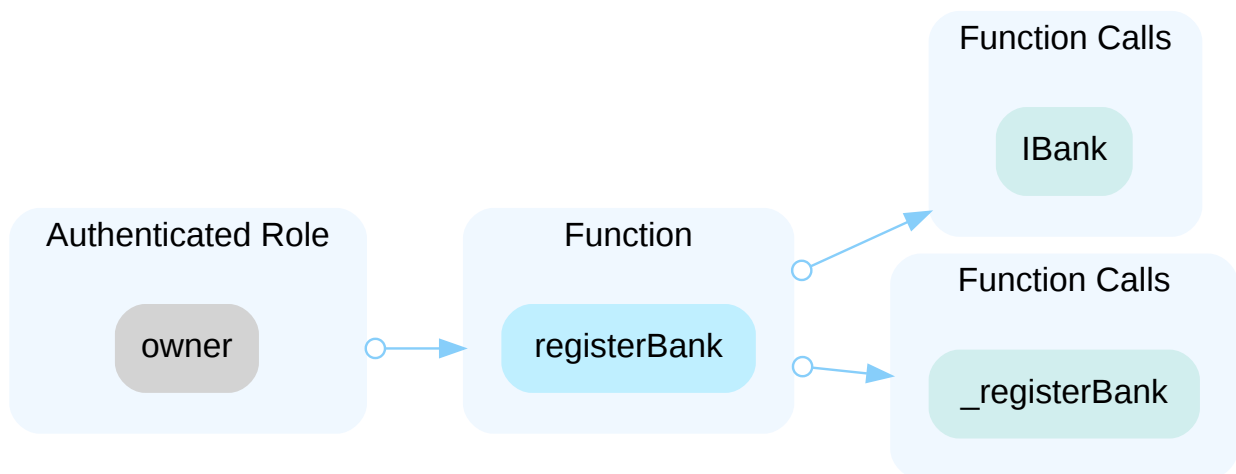 Authenticated Role
owner
Function
registerBank
Function Calls
IBank
Function Calls
_registerBank